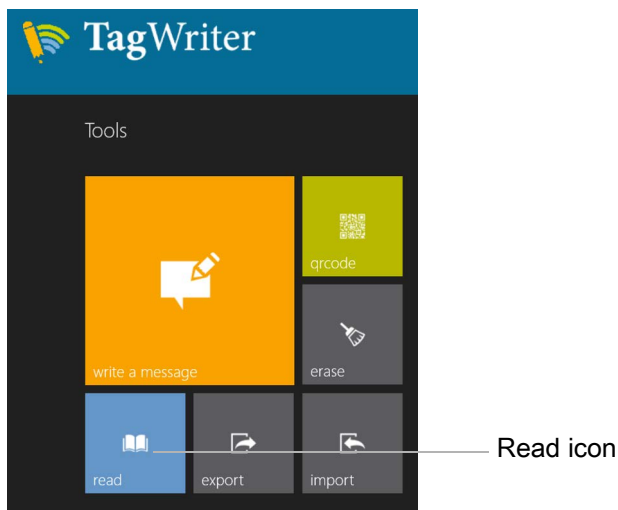 TagWriter
Tools
qrcode
write a message
erase
read
export
import
Read icon